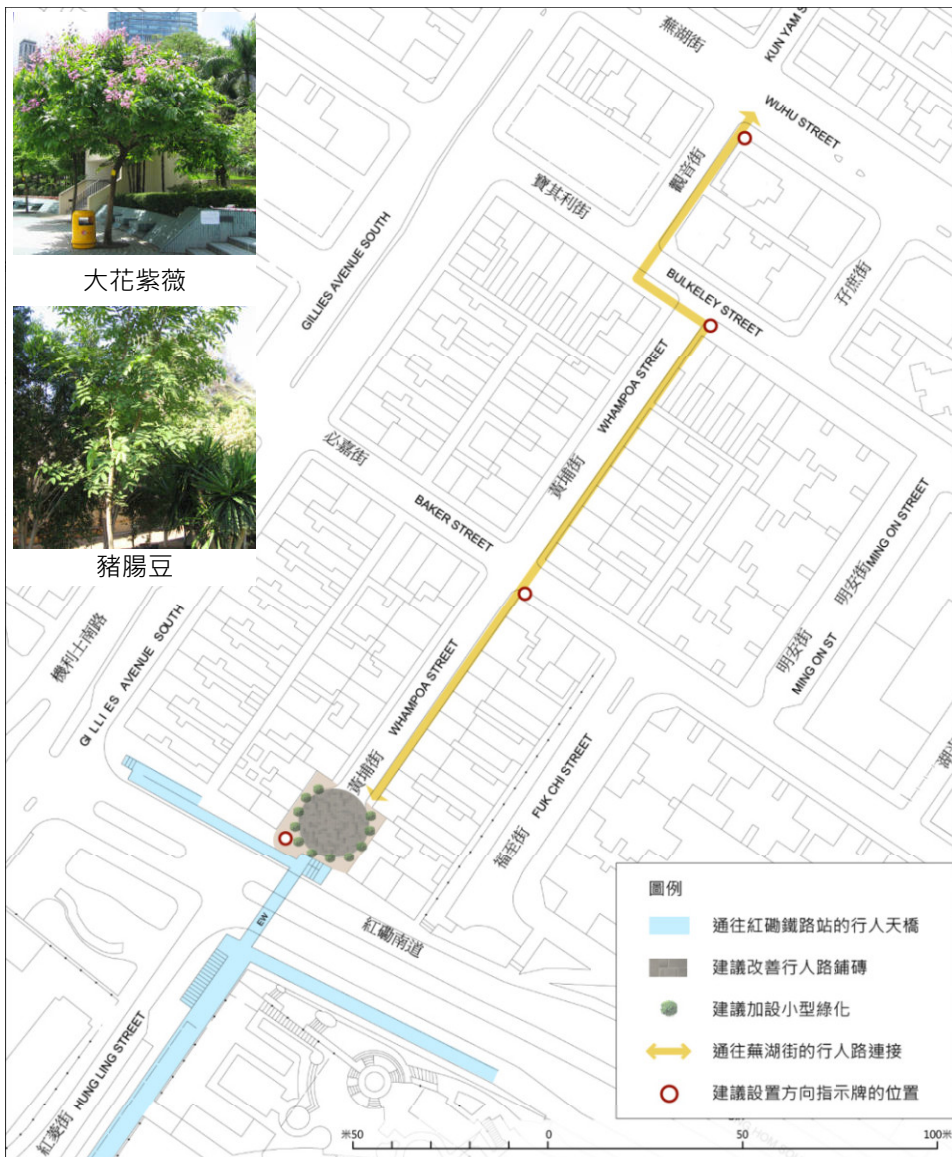 大花紫薇
豬腸豆
蕪湖街
KUN YAM S
WUHU STREET
觀音街
寶其利街
GILLIES AVENUE SOUTH
BULKELEY STREET
孖庶街
WHAMPOA STREET
黃埔街
必嘉街
BAKER STREET
MING ON STREET
明安街
明安街
MING ON ST
機利士南路
GILLIES AVENUE SOUTH
WHAMPOA STREET
黃埔街
FUK CHI STREET
福至街
紅磡南道
EW
HUNG LING STREET
紅菱街
圖例
通往紅磡鐵路站的行人天橋
建議改善行人路鋪磚
建議加設小型綠化
通往蕪湖街的行人路連接
建議設置方向指示牌的位置
米50 0 50 100米